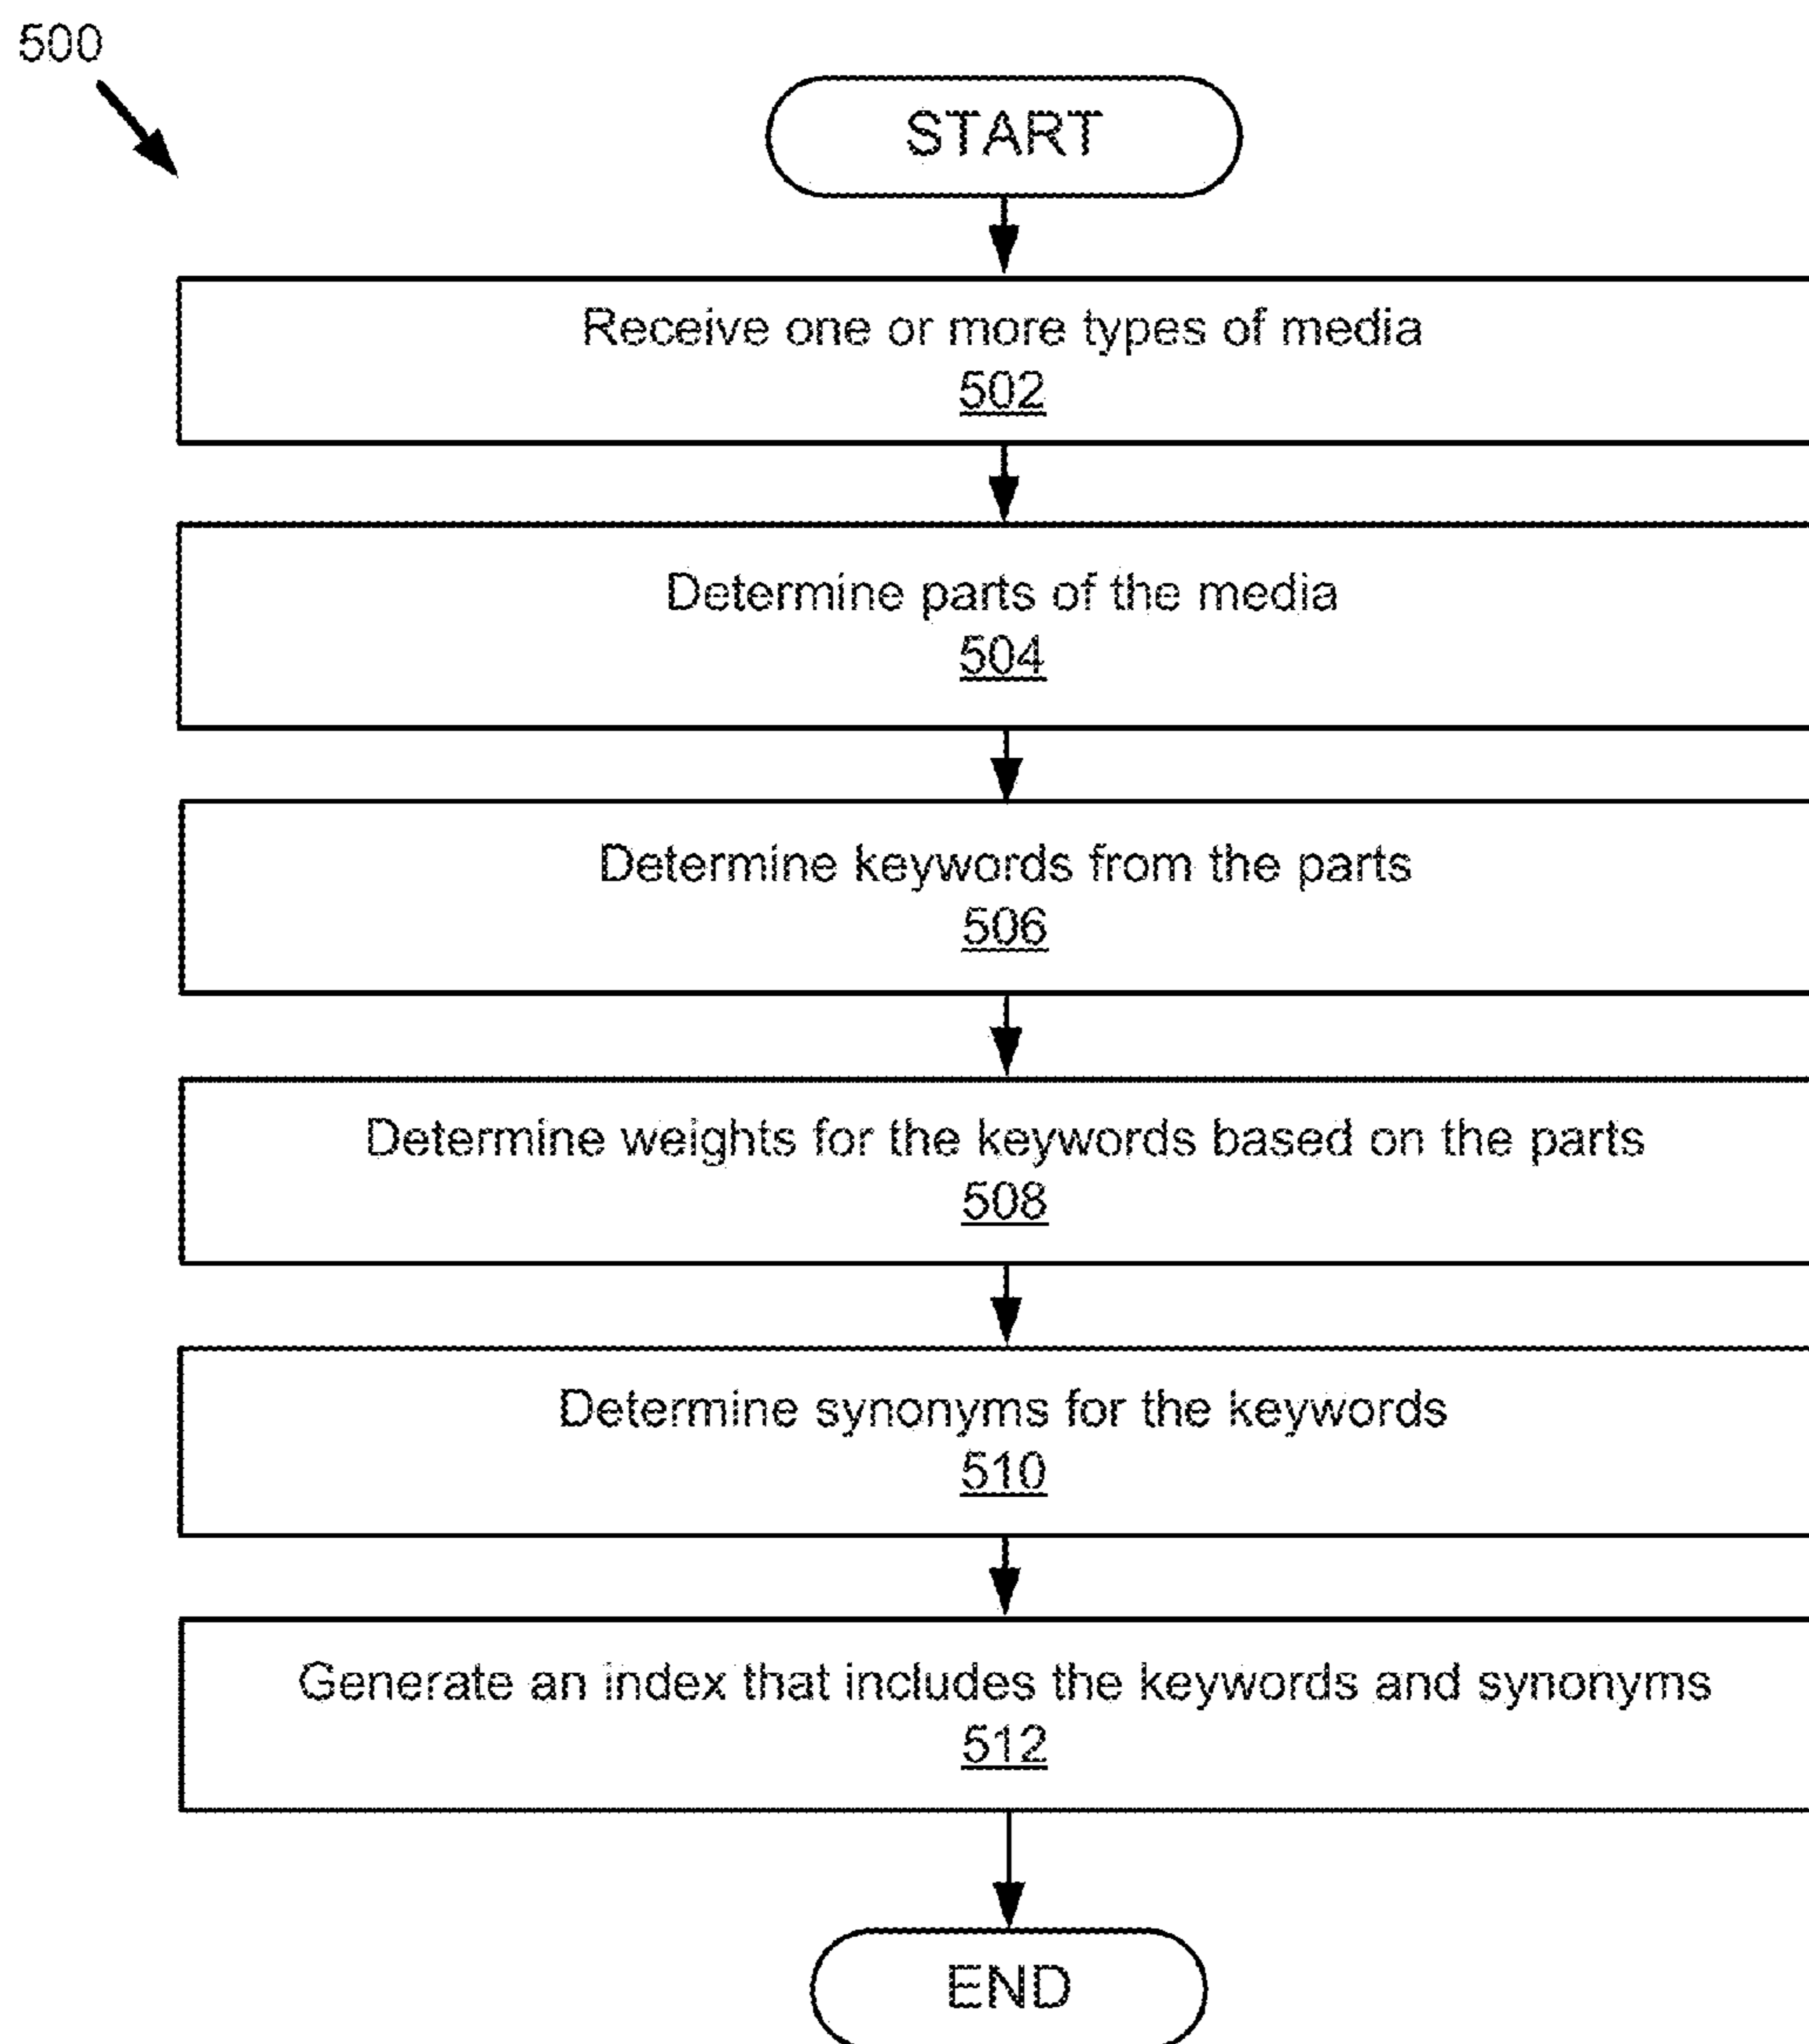 500
START
Receive one or more types of media
502
Determine parts of the media
504
Determine keywords from the parts
506
Determine weights for the keywords based on the parts
508
Determine synonyms for the keywords
510
Generate an index that includes the keywords and synonyms
512
END